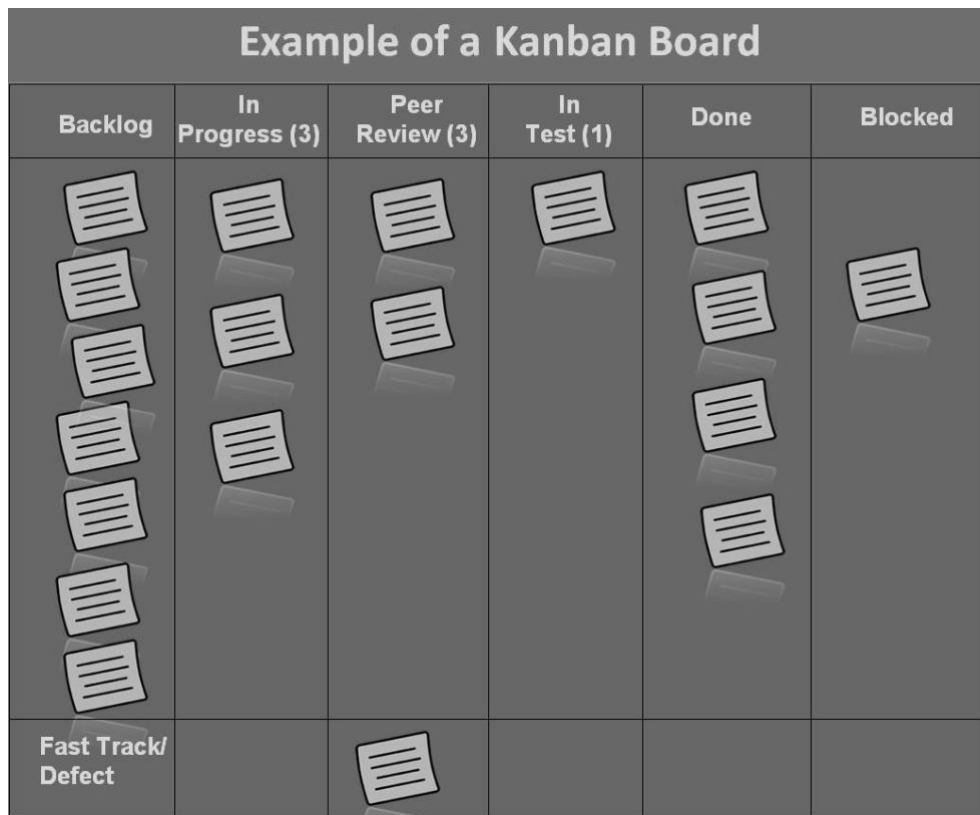 Example of a Kanban Board
Backlog
In
Progress (3)
Peer
Review (3)
In
Test (1)
Done
Blocked
Fast Track/
Defect